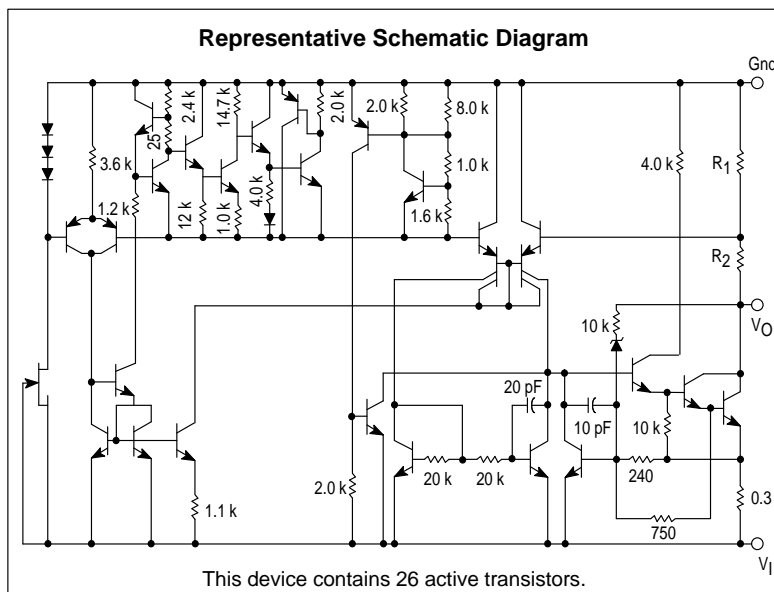 Representative Schematic Diagram
Gnd
25
2.4 k
14.7 k
2.0 k
2.0 k
8.0 k
3.6 k
1.0 k
4.0 k
R1
1.2 k
12 k
1.0 k
4.0 k
1.6 k
R2
10 k
VO
20 pF
10 pF
10 k
20 k
20 k
240
2.0 k
0.3
1.1 k
750
VI
This device contains 26 active transistors.